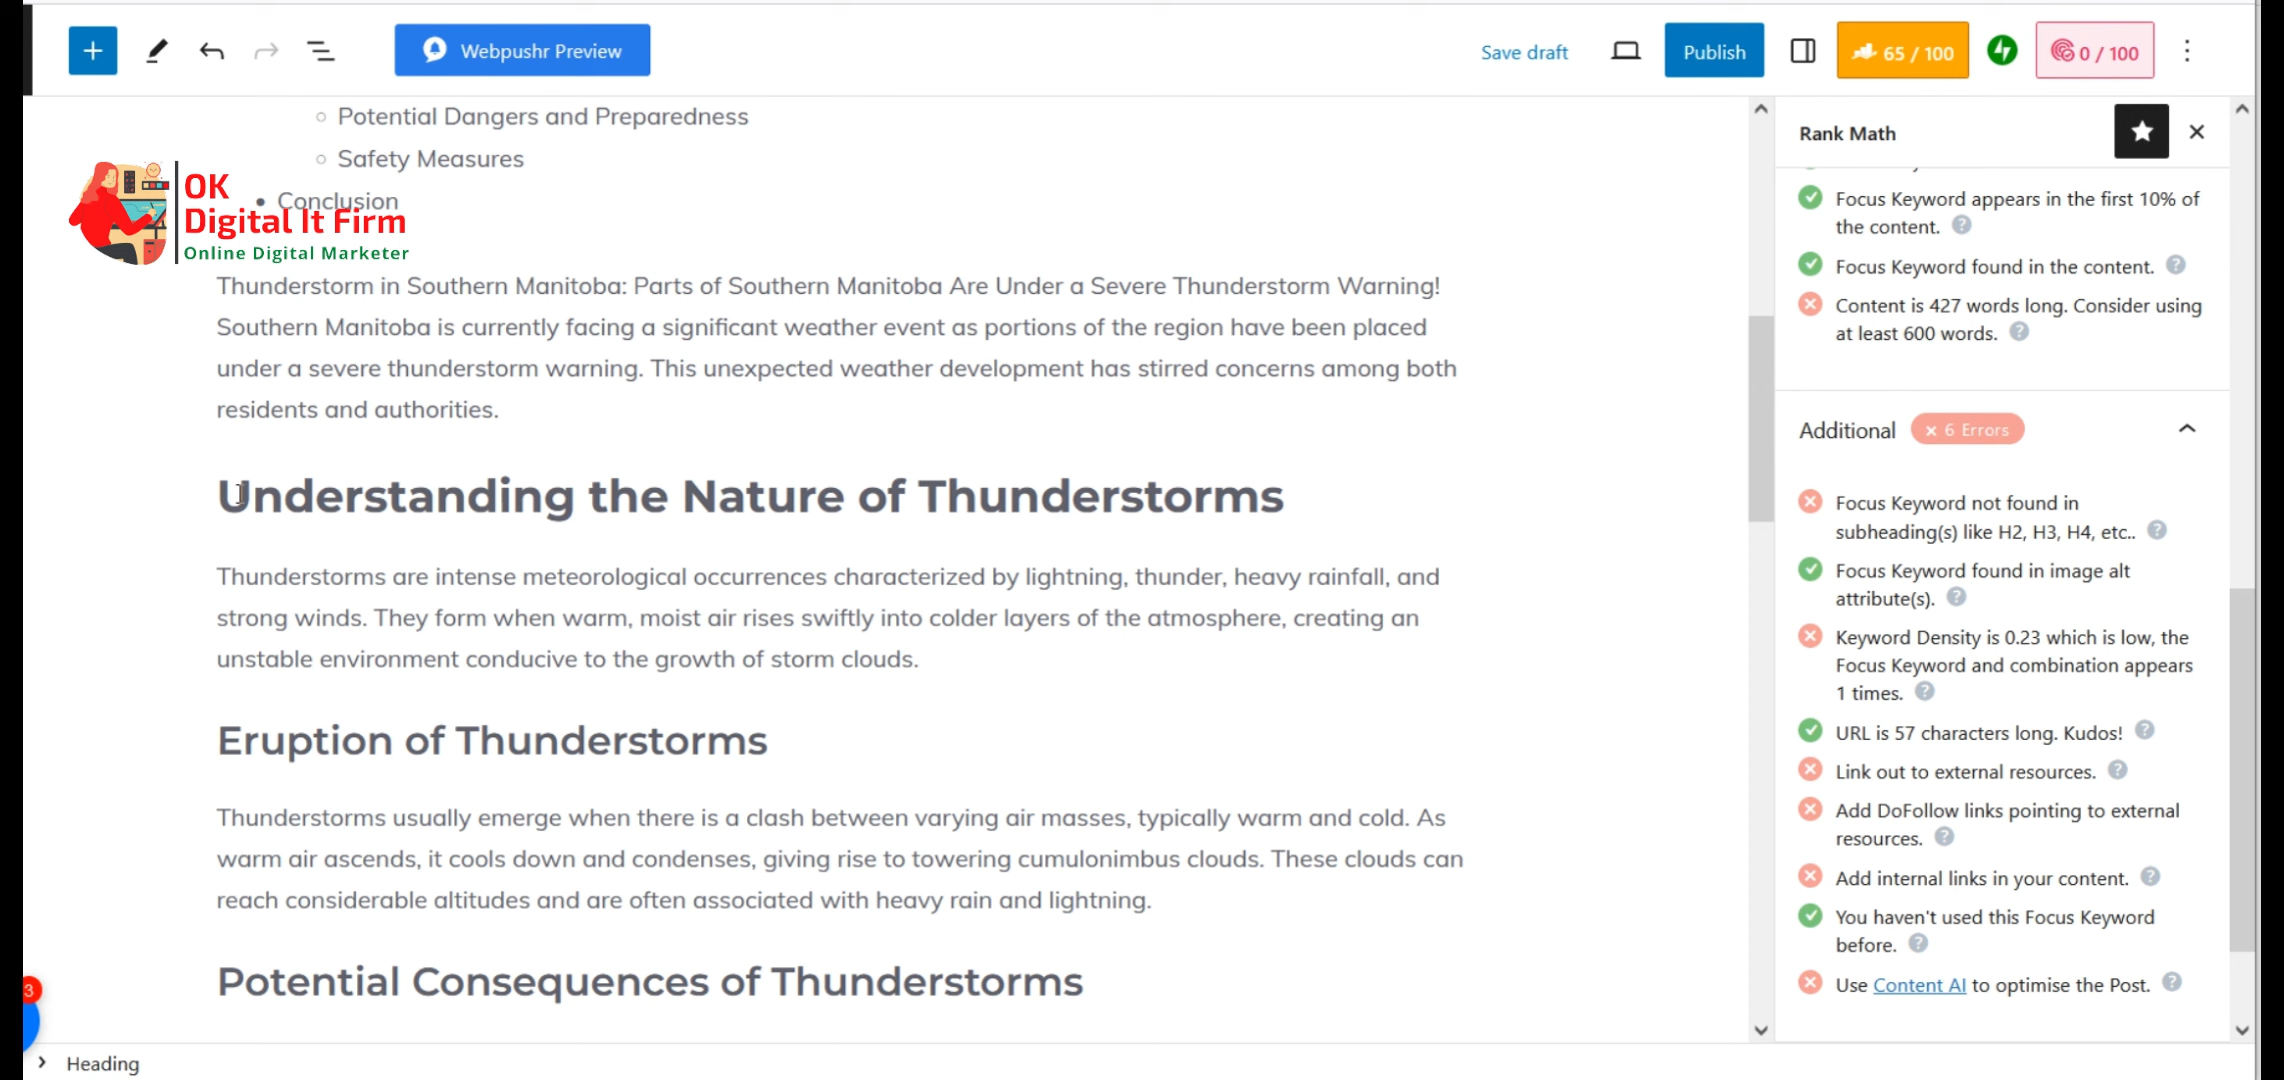 Webpushr Preview
Save draft
Publish
65 / 100
0 / 100
Potential Dangers and Preparedness
Safety Measures
Conclusion
OK
Digital It Firm
Online Digital Marketer
Thunderstorm in Southern Manitoba: Parts of Southern Manitoba Are Under a Severe Thunderstorm Warning!
Southern Manitoba is currently facing a significant weather event as portions of the region have been placed
under a severe thunderstorm warning. This unexpected weather development has stirred concerns among both
residents and authorities.
Understanding the Nature of Thunderstorms
Thunderstorms are intense meteorological occurrences characterized by lightning, thunder, heavy rainfall, and
strong winds. They form when warm, moist air rises swiftly into colder layers of the atmosphere, creating an
unstable environment conducive to the growth of storm clouds.
Eruption of Thunderstorms
Thunderstorms usually emerge when there is a clash between varying air masses, typically warm and cold. As
warm air ascends, it cools down and condenses, giving rise to towering cumulonimbus clouds. These clouds can
reach considerable altitudes and are often associated with heavy rain and lightning.
Potential Consequences of Thunderstorms
3
Heading
Rank Math
Focus Keyword appears in the first 10% of
the content.
Focus Keyword found in the content.
Content is 427 words long. Consider using
at least 600 words.
Additional
× 6 Errors
Focus Keyword not found in
subheading(s) like H2, H3, H4, etc..
Focus Keyword found in image alt
attribute(s).
Keyword Density is 0.23 which is low, the
Focus Keyword and combination appears
1 times.
URL is 57 characters long. Kudos!
Link out to external resources.
Add DoFollow links pointing to external
resources.
Add internal links in your content.
You haven't used this Focus Keyword
before.
Use Content AI to optimise the Post.